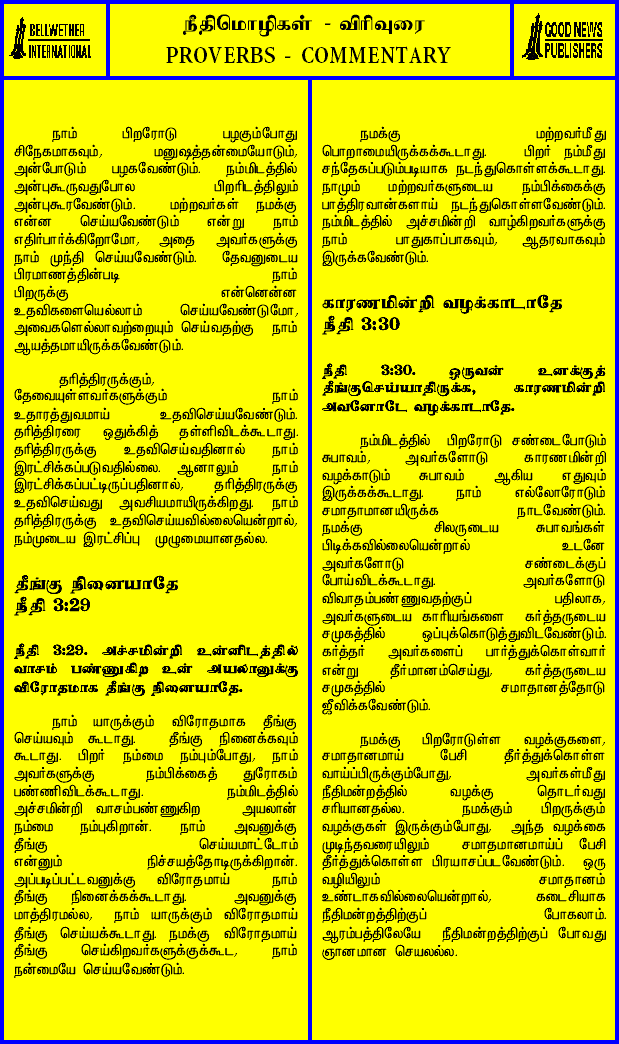 BELLWETHER
INTERNATIONAL
நீதிமொழிகள் - விரிவுரை
PROVERBS - COMMENTARY
GOOD NEWS
PUBLISHERS
நாம் பிறரோடு பழகும்போது
சிநேகமாகவும், மனுஷத்தன்மையோடும்,
அன்போடும் பழகவேண்டும். நம்மிடத்தில்
அன்புகூருவதுபோல பிறரிடத்திலும்
அன்புகூரவேண்டும். மற்றவர்கள் நமக்கு
என்ன செய்யவேண்டும் என்று நாம்
எதிர்பார்க்கிறோமோ, அதை அவர்களுக்கு
நாம் முந்தி செய்யவேண்டும். தேவனுடைய
பிரமாணத்தின்படி நாம்
பிறருக்கு என்னென்ன
உதவிகளையெல்லாம் செய்யவேண்டுமோ,
அவைகளெல்லாவற்றையும் செய்வதற்கு நாம்
ஆயத்தமாயிருக்கவேண்டும்.
தரித்திரருக்கும்,
தேவையுள்ளவர்களுக்கும் நாம்
உதாரத்துவமாய் உதவிசெய்யவேண்டும்.
தரித்திரரை ஒதுக்கித் தள்ளிவிடக்கூடாது.
தரித்திரருக்கு உதவிசெய்வதினால் நாம்
இரட்சிக்கப்படுவதில்லை. ஆனாலும் நாம்
இரட்சிக்கப்பட்டிருப்பதினால், தரித்திரருக்கு
உதவிசெய்வது அவசியமாயிருக்கிறது. நாம்
தரித்திரருக்கு உதவிசெய்யவில்லையென்றால்,
நம்முடைய இரட்சிப்பு முழுமையானதல்ல.
தீங்கு நினையாதே
நீதி 3:29
நீதி 3:29. அச்சமின்றி உன்னிடத்தில்
வாசம் பண்ணுகிற உன் அயலானுக்கு
விரோதமாக தீங்கு நினையாதே.
நாம் யாருக்கும் விரோதமாக தீங்கு
செய்யவும் கூடாது. தீங்கு நினைக்கவும்
கூடாது. பிறர் நம்மை நம்பும்போது, நாம்
அவர்களுக்கு நம்பிக்கைத் துரோகம்
பண்ணிவிடக்கூடாது. நம்மிடத்தில்
அச்சமின்றி வாசம்பண்ணுகிற அயலான்
நம்மை நம்புகிறான். நாம் அவனுக்கு
தீங்கு செய்யமாட்டோம்
என்னும் நிச்சயத்தோடிருக்கிறான்.
அப்படிப்பட்டவனுக்கு விரோதமாய் நாம்
தீங்கு நினைக்கக்கூடாது. அவனுக்கு
மாத்திரமல்ல, நாம் யாருக்கும் விரோதமாய்
தீங்கு செய்யக்கூடாது. நமக்கு விரோதமாய்
தீங்கு செய்கிறவர்களுக்குக்கூட, நாம்
நன்மையே செய்யவேண்டும்.
நமக்கு மற்றவர்மீது
பொறாமையிருக்கக்கூடாது. பிறர் நம்மீது
சந்தேகப்படும்படியாக நடந்துகொள்ளக்கூடாது.
நாமும் மற்றவர்களுடைய நம்பிக்கைக்கு
பாத்திரவான்களாய் நடந்துகொள்ளவேண்டும்.
நம்மிடத்தில் அச்சமின்றி வாழ்கிறவர்களுக்கு
நாம் பாதுகாப்பாகவும், ஆதரவாகவும்
இருக்கவேண்டும்.
காரணமின்றி வழக்காடாதே
நீதி 3:30
நீதி 3:30. ஒருவன் உனக்குத்
தீங்குசெய்யாதிருக்க, காரணமின்றி
அவனோடே வழக்காடாதே.
நம்மிடத்தில் பிறரோடு சண்டைபோடும்
சுபாவம், அவர்களோடு காரணமின்றி
வழக்காடும் சுபாவம் ஆகிய எதுவும்
இருக்கக்கூடாது. நாம் எல்லோரோடும்
சமாதானமாயிருக்க நாடவேண்டும்.
நமக்கு சிலருடைய சுபாவங்கள்
பிடிக்கவில்லையென்றால் உடனே
அவர்களோடு சண்டைக்குப்
போய்விடக்கூடாது. அவர்களோடு
விவாதம்பண்ணுவதற்குப் பதிலாக,
அவர்களுடைய காரியங்களை கர்த்தருடைய
சமுகத்தில் ஒப்புக்கொடுத்துவிடவேண்டும்.
கர்த்தர் அவர்களைப் பார்த்துக்கொள்வார்
என்று தீர்மானம்செய்து, கர்த்தருடைய
சமுகத்தில் சமாதானத்தோடு
ஜீவிக்கவேண்டும்.
நமக்கு பிறரோடுள்ள வழக்குகளை,
சமாதானமாய் பேசி தீர்த்துக்கொள்ள
வாய்ப்பிருக்கும்போது, அவர்கள்மீது
நீதிமன்றத்தில் வழக்கு தொடர்வது
சரியானதல்ல. நமக்கும் பிறருக்கும்
வழக்குகள் இருக்கும்போது, அந்த வழக்கை
முடிந்தவரையிலும் சமாதமானமாய்ப் பேசி
தீர்த்துக்கொள்ள பிரயாசப்படவேண்டும். ஒரு
வழியிலும் சமாதானம்
உண்டாகவில்லையென்றால், கடைசியாக
நீதிமன்றத்திற்குப் போகலாம்.
ஆரம்பத்திலேயே நீதிமன்றத்திற்குப் போவது
ஞானமான செயலல்ல.